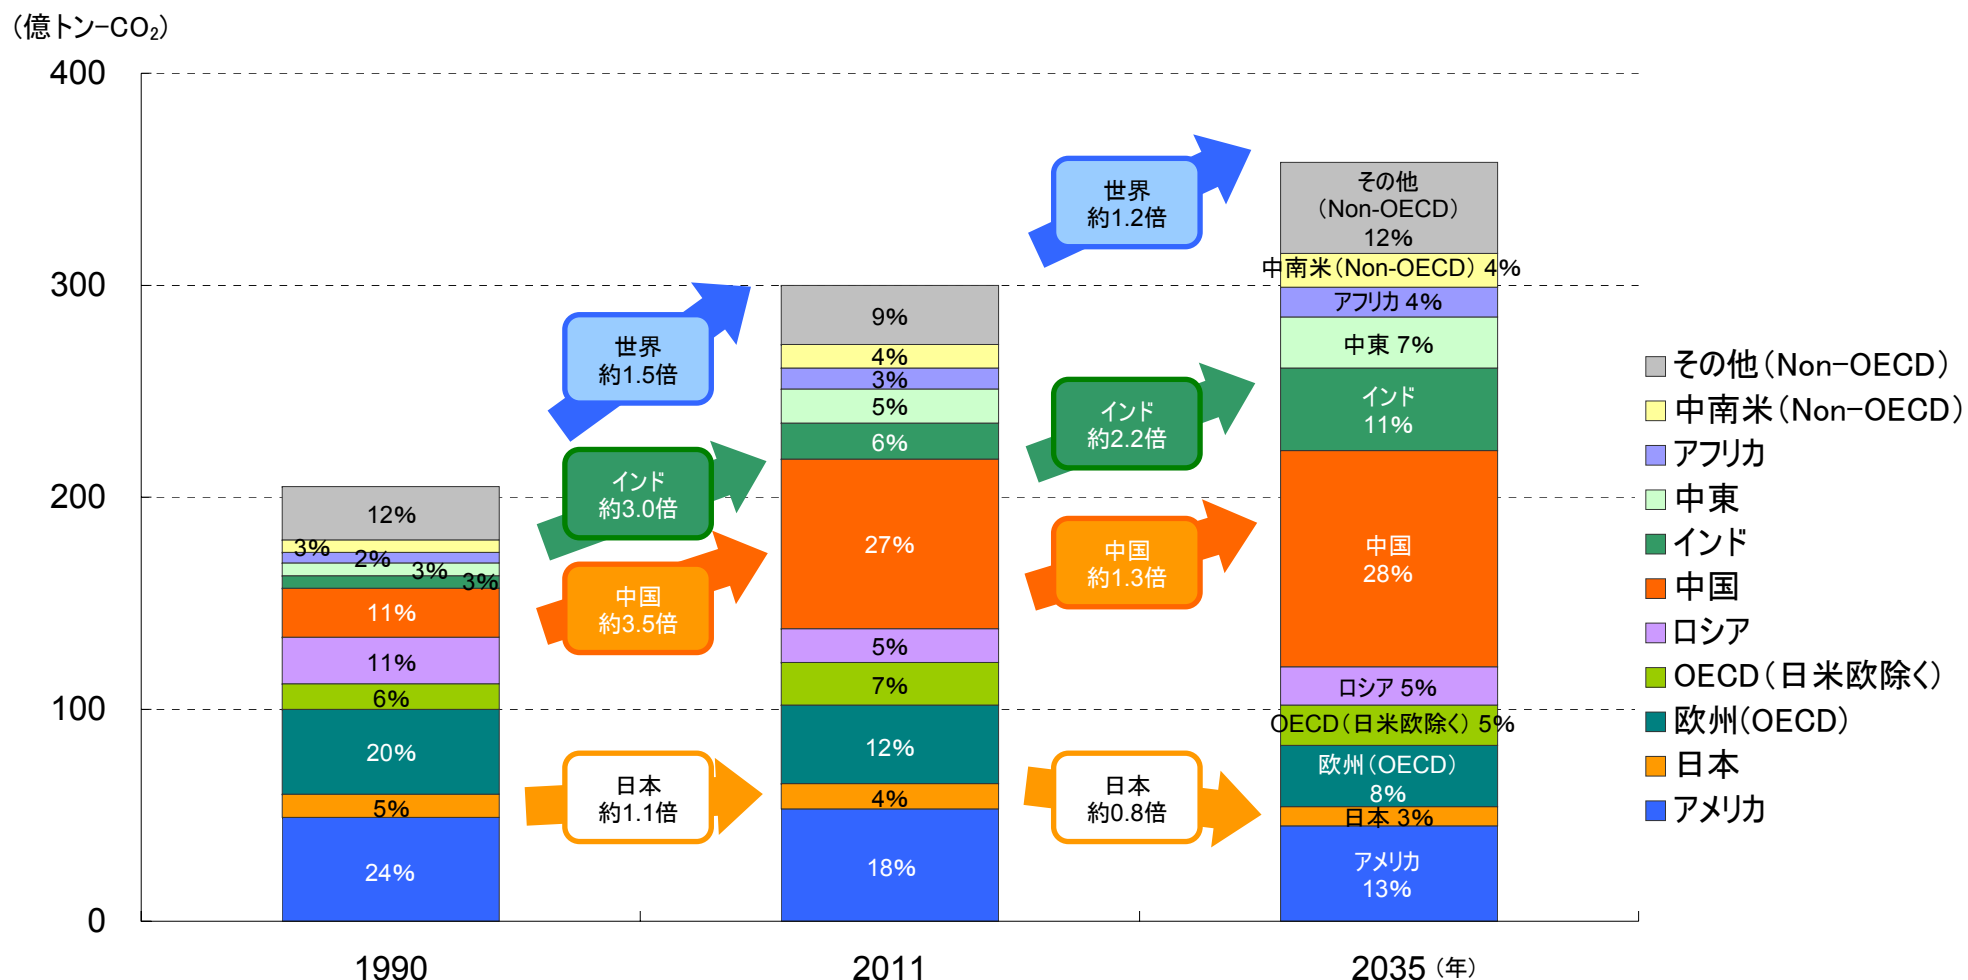 （億トン-CO₂）
400
300
200
100
0
12%
3%
2%
3%
3%
11%
11%
6%
20%
5%
24%
世界
約1.5倍
インド
約3.0倍
中国
約3.5倍
日本
約1.1倍
9%
4%
3%
5%
6%
27%
5%
7%
12%
4%
18%
世界
約1.2倍
インド
約2.2倍
中国
約1.3倍
日本
約0.8倍
その他
（Non-OECD）
12%
中南米（Non-OECD） 4%
アフリカ 4%
中東 7%
インド
11%
中国
28%
ロシア 5%
OECD（日米欧除く） 5%
欧州（OECD）
8%
日本 3%
アメリカ
13%
その他（Non-OECD）
中南米（Non-OECD）
アフリカ
中東
インド
中国
ロシア
OECD（日米欧除く）
欧州(OECD)
日本
アメリカ
1990
2011
2035 （年）